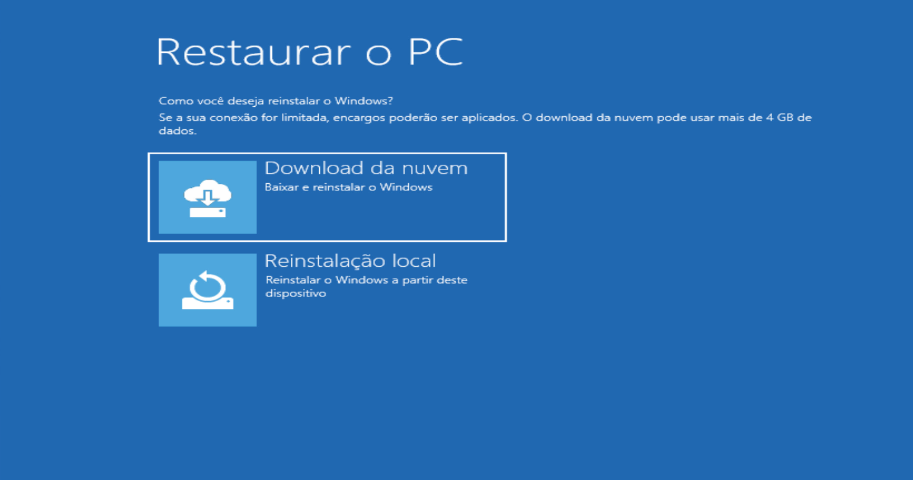 Restaurar o PC
Como você deseja reinstalar o Windows?
Se a sua conexão for limitada, encargos poderão ser aplicados. O download da nuvem pode usar mais de 4 GB de
dados.
Download da nuvem
Baixar e reinstalar o Windows
Reinstalação local
Reinstalar o Windows a partir deste
dispositivo